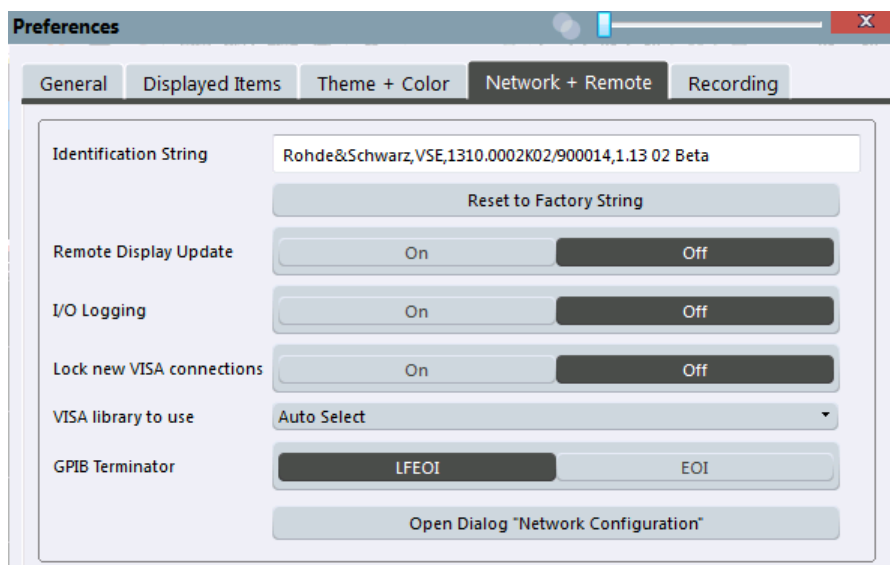 Preferences
General Displayed Items Theme + Color Network + Remote Recording
Identification String Rohde&Schwarz,VSE,1310.0002K02/900014,1.13 02 Beta
Reset to Factory String
Remote Display Update On Off
I/O Logging On Off
Lock new VISA connections On Off
VISA library to use Auto Select
GPIB Terminator LFEOI EOI
Open Dialog "Network Configuration"